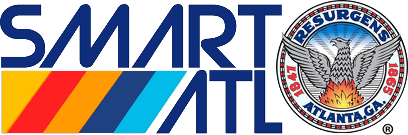 SMART
ATL
RESURGENS
1847 1865
ATLANTA.GA.
®